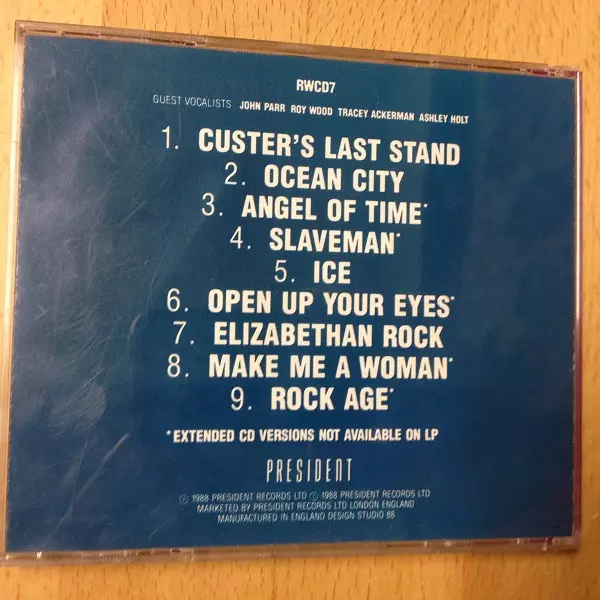 RWCD7
GUEST VOCALISTS JOHN PARR ROY WOOD TRACEY ACKERMAN ASHLEY HOLT
1. CUSTER'S LAST STAND
2. OCEAN CITY
3. ANGEL OF TIME*
4. SLAVEMAN*
5. ICE
6. OPEN UP YOUR EYES*
7. ELIZABETHAN ROCK
8. MAKE ME A WOMAN*
9. ROCK AGE*
*EXTENDED CD VERSIONS NOT AVAILABLE ON LP
PRESIDENT
℗ 1988 PRESIDENT RECORDS LTD © 1988 PRESIDENT RECORDS LTD
MARKETED BY PRESIDENT RECORDS LTD LONDON ENGLAND
MANUFACTURED IN ENGLAND DESIGN STUDIO 88